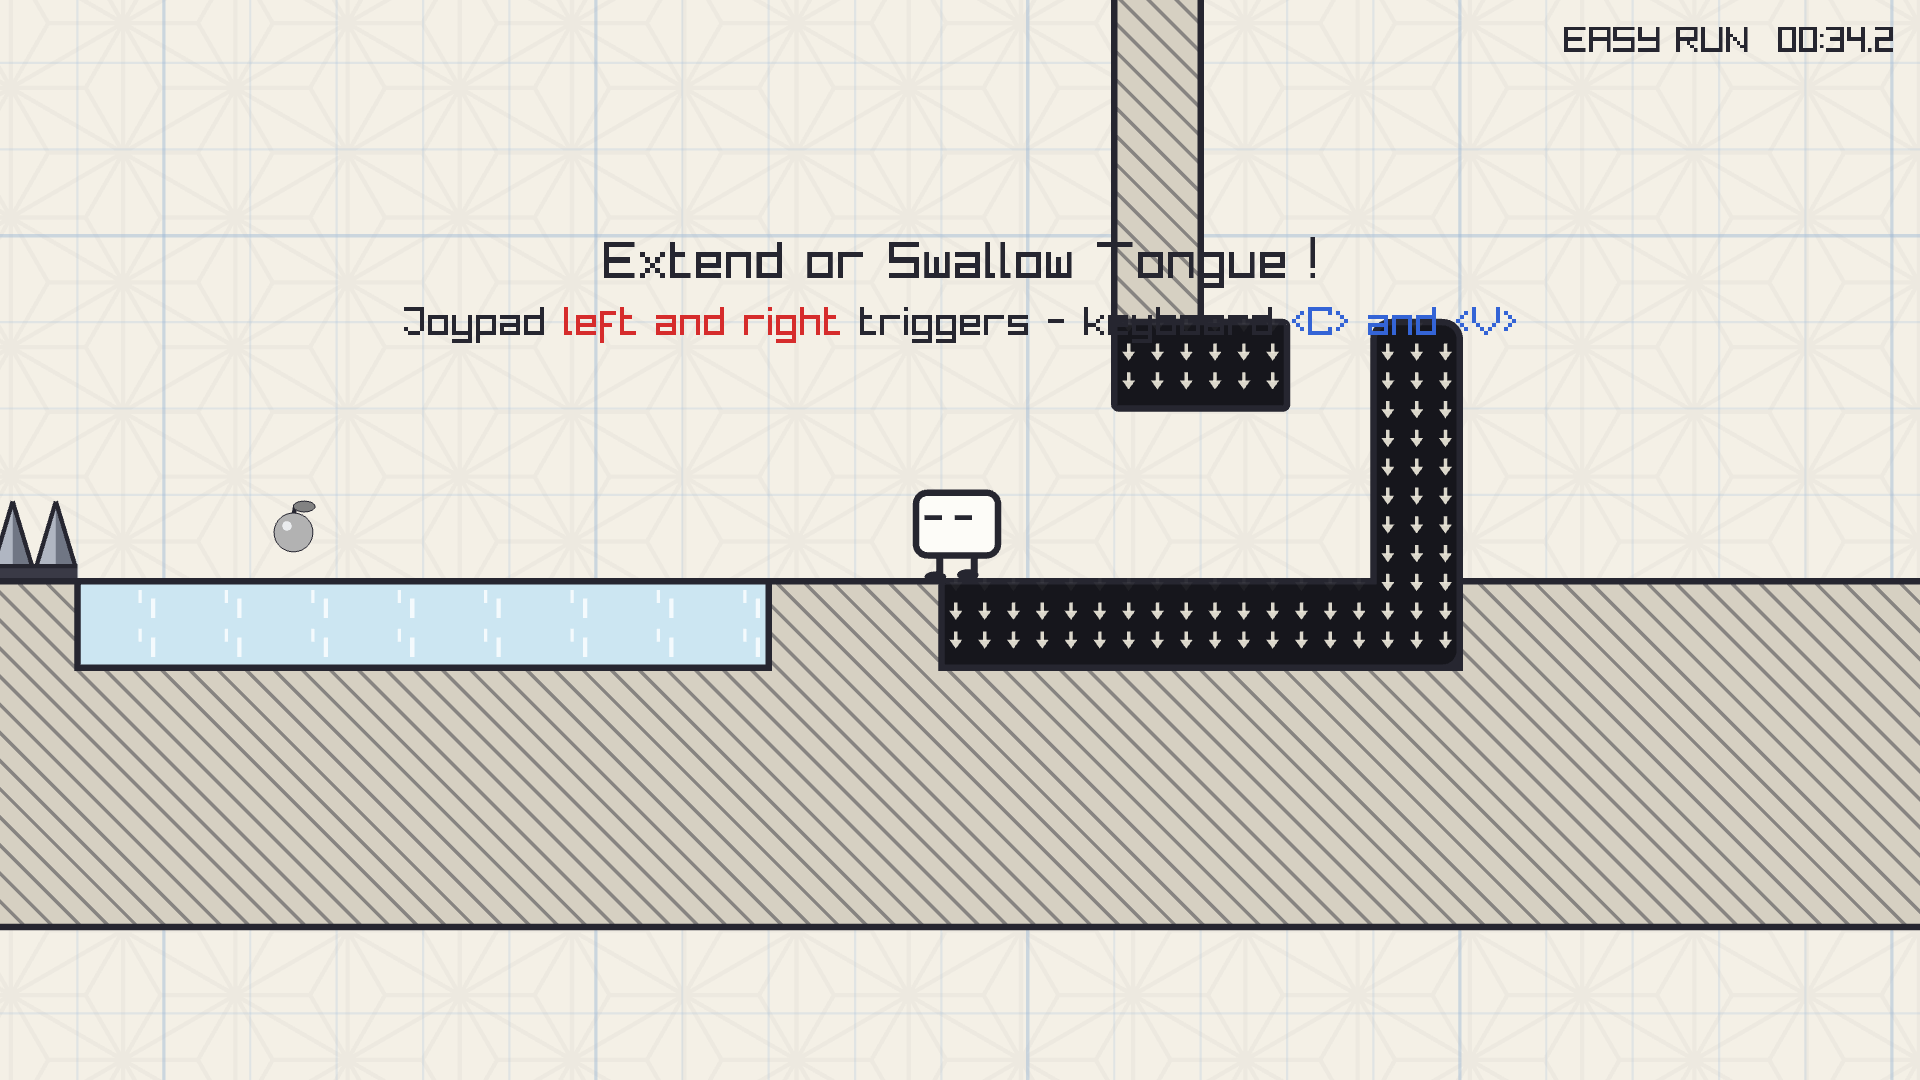 EASY RUN 00:34.2
Extend or Swallow Tongue !
Joypad left and right triggers - keyboard <C> and <V>